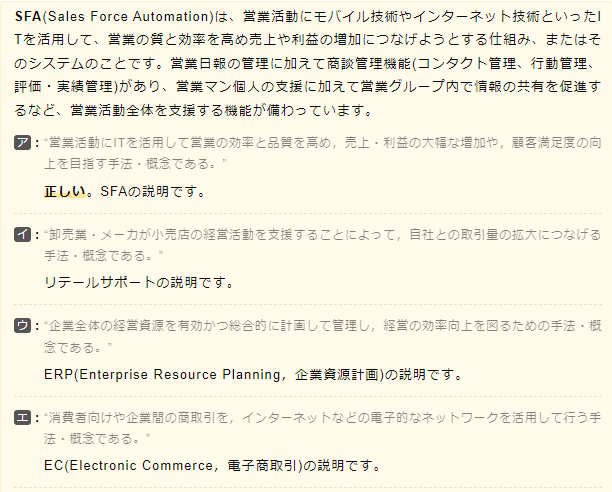 SFA(Sales Force Automation)は、営業活動にモバイル技術やインターネット技術といったI
Tを活用して、営業の質と効率を高め売上や利益の増加につなげようとする仕組み、またはそ
のシステムのことです。営業日報の管理に加えて商談管理機能(コンタクト管理、行動管理、
評価・実績管理)があり、営業マン個人の支援に加えて営業グループ内で情報の共有を促進す
るなど、営業活動全体を支援する機能が備わっています。
ア：“営業活動にITを活用して営業の効率と品質を高め，売上・利益の大幅な増加や，顧客満足度の向
上を目指す手法・概念である。”
正しい。SFAの説明です。
イ：“卸売業・メーカが小売店の経営活動を支援することによって，自社との取引量の拡大につなげる
手法・概念である。”
リテールサポートの説明です。
ウ：“企業全体の経営資源を有効かつ総合的に計画して管理し，経営の効率向上を図るための手法・概
念である。”
ERP(Enterprise Resource Planning，企業資源計画)の説明です。
エ：“消費者向けや企業間の商取引を，インターネットなどの電子的なネットワークを活用して行う手
法・概念である。”
EC(Electronic Commerce，電子商取引)の説明です。